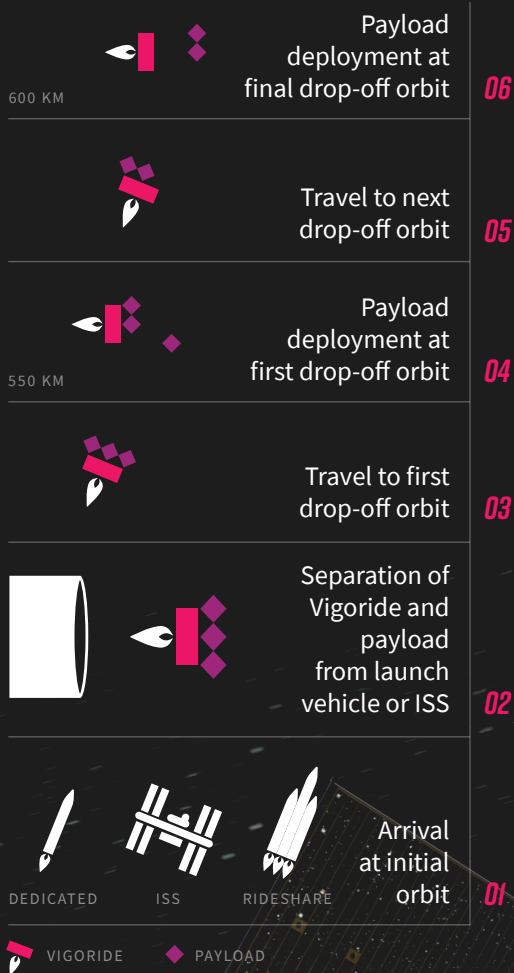 Payload
deployment at
final drop-off orbit
06
600 KM
Travel to next
drop-off orbit
05
Payload
deployment at
first drop-off orbit
04
550 KM
Travel to first
drop-off orbit
03
Separation of
Vigoride and
payload
from launch
vehicle or ISS
02
Arrival
at initial
orbit
01
DEDICATED
ISS
RIDESHARE
VIGORIDE
PAYLOAD